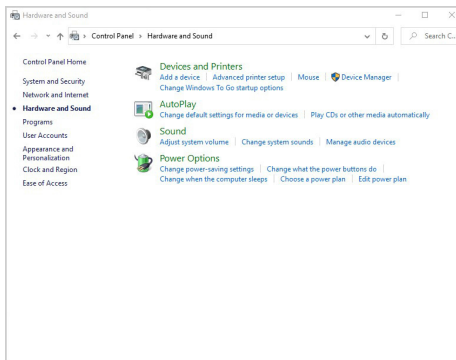 Hardware and Sound
Control Panel > Hardware and Sound
Search C...
Control Panel Home
System and Security
Network and Internet
Hardware and Sound
Programs
User Accounts
Appearance and
Personalization
Clock and Region
Ease of Access
Devices and Printers
Add a device | Advanced printer setup | Mouse | Device Manager |
Change Windows To Go startup options
AutoPlay
Change default settings for media or devices | Play CDs or other media automatically
Sound
Adjust system volume | Change system sounds | Manage audio devices
Power Options
Change power-saving settings | Change what the power buttons do |
Change when the computer sleeps | Choose a power plan | Edit power plan